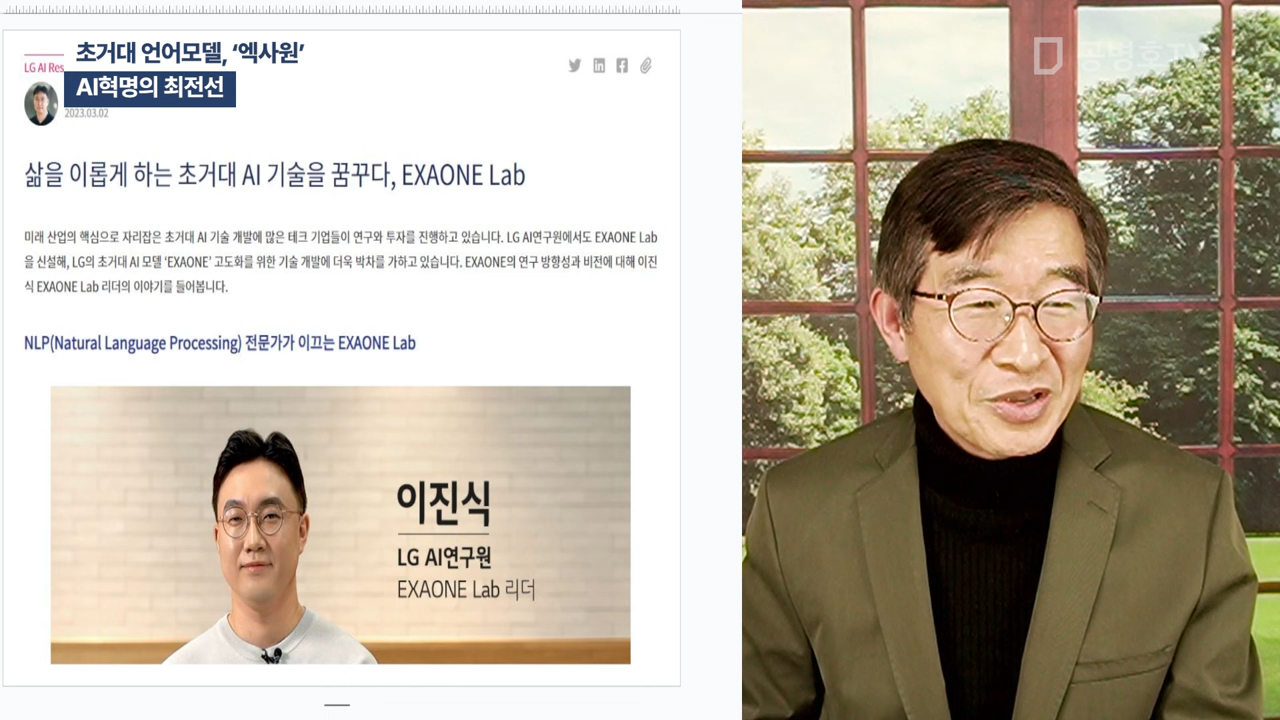 초거대 언어모델, ‘엑사원’
AI혁명의 최전선
LG AI Res
2023.03.02
공병호TV
삶을 이롭게 하는 초거대 AI 기술을 꿈꾸다, EXAONE Lab
미래 산업의 핵심으로 자리잡은 초거대 AI 기술 개발에 많은 테크 기업들이 연구와 투자를 진행하고 있습니다. LG AI연구원에서도 EXAONE Lab
을 신설해, LG의 초거대 AI 모델 ‘EXAONE’ 고도화를 위한 기술 개발에 더욱 박차를 가하고 있습니다. EXAONE의 연구 방향성과 비전에 대해 이진
식 EXAONE Lab 리더의 이야기를 들어봅니다.
NLP(Natural Language Processing) 전문가가 이끄는 EXAONE Lab
이진식
LG AI연구원
EXAONE Lab 리더